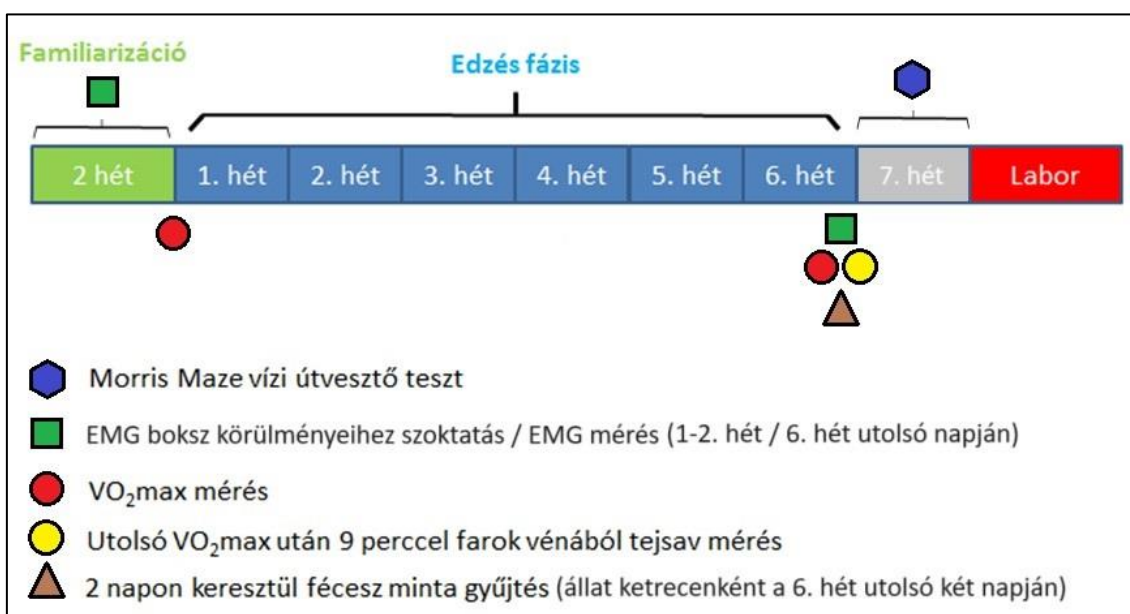 Familiarizáció
Edzés fázis
2 hét 1. hét 2. hét 3. hét 4. hét 5. hét 6. hét 7. hét Labor
Morris Maze vízi útvesztő teszt
EMG boksz körülményeihez szoktatás / EMG mérés (1-2. hét / 6. hét utolsó napján)
VO₂max mérés
Utolsó VO₂max után 9 perccel farok vénából tejsav mérés
2 napon keresztül fécesz minta gyűjtés (állat ketrecenként a 6. hét utolsó két napján)